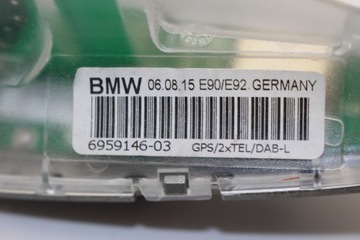 BMW 06.08.15 E90/E92 GERMANY
6959146-03 GPS/2xTEL/DAB-L